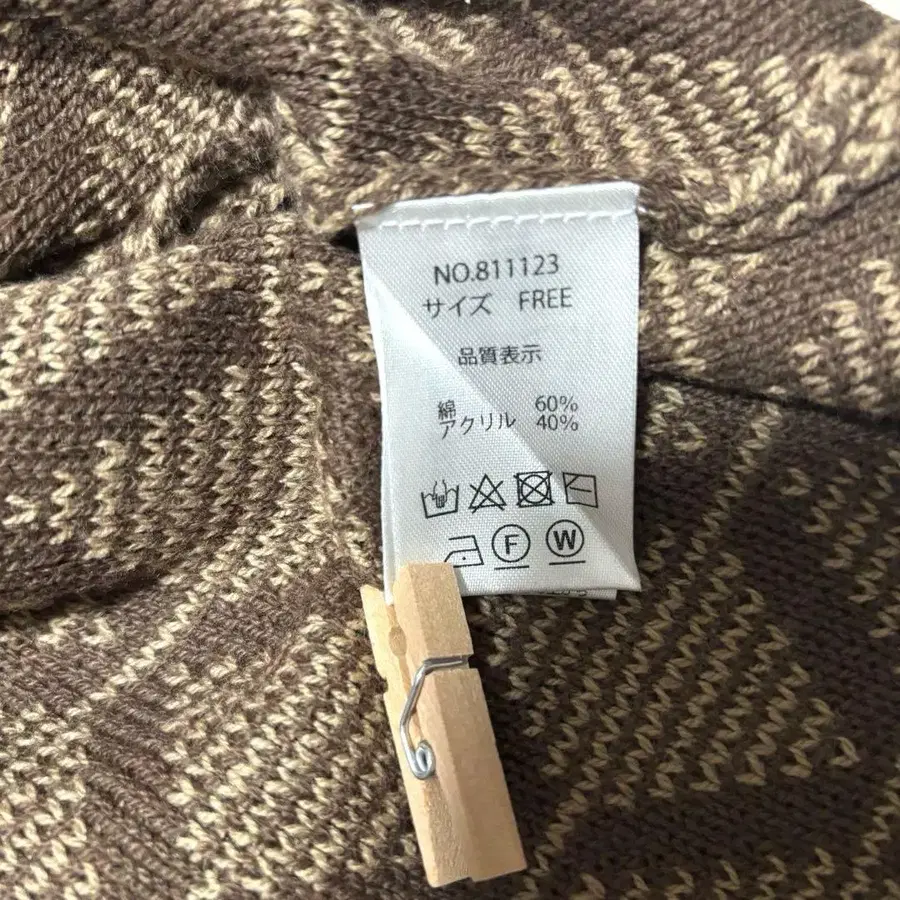 NO.811123
サイズ FREE
品質表示
綿 60%
アクリル 40%
F W